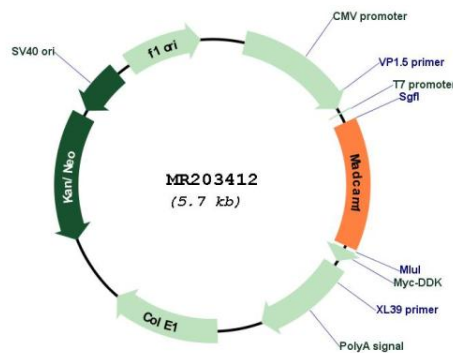 CMV promoter
f1 ori
SV40 ori
VP1.5 primer
T7 promoter
SgfI
Kan/Neo
MR203412
(5.7 kb)
Madcam1
MluI
Myc-DDK
XL39 primer
Col E1
PolyA signal